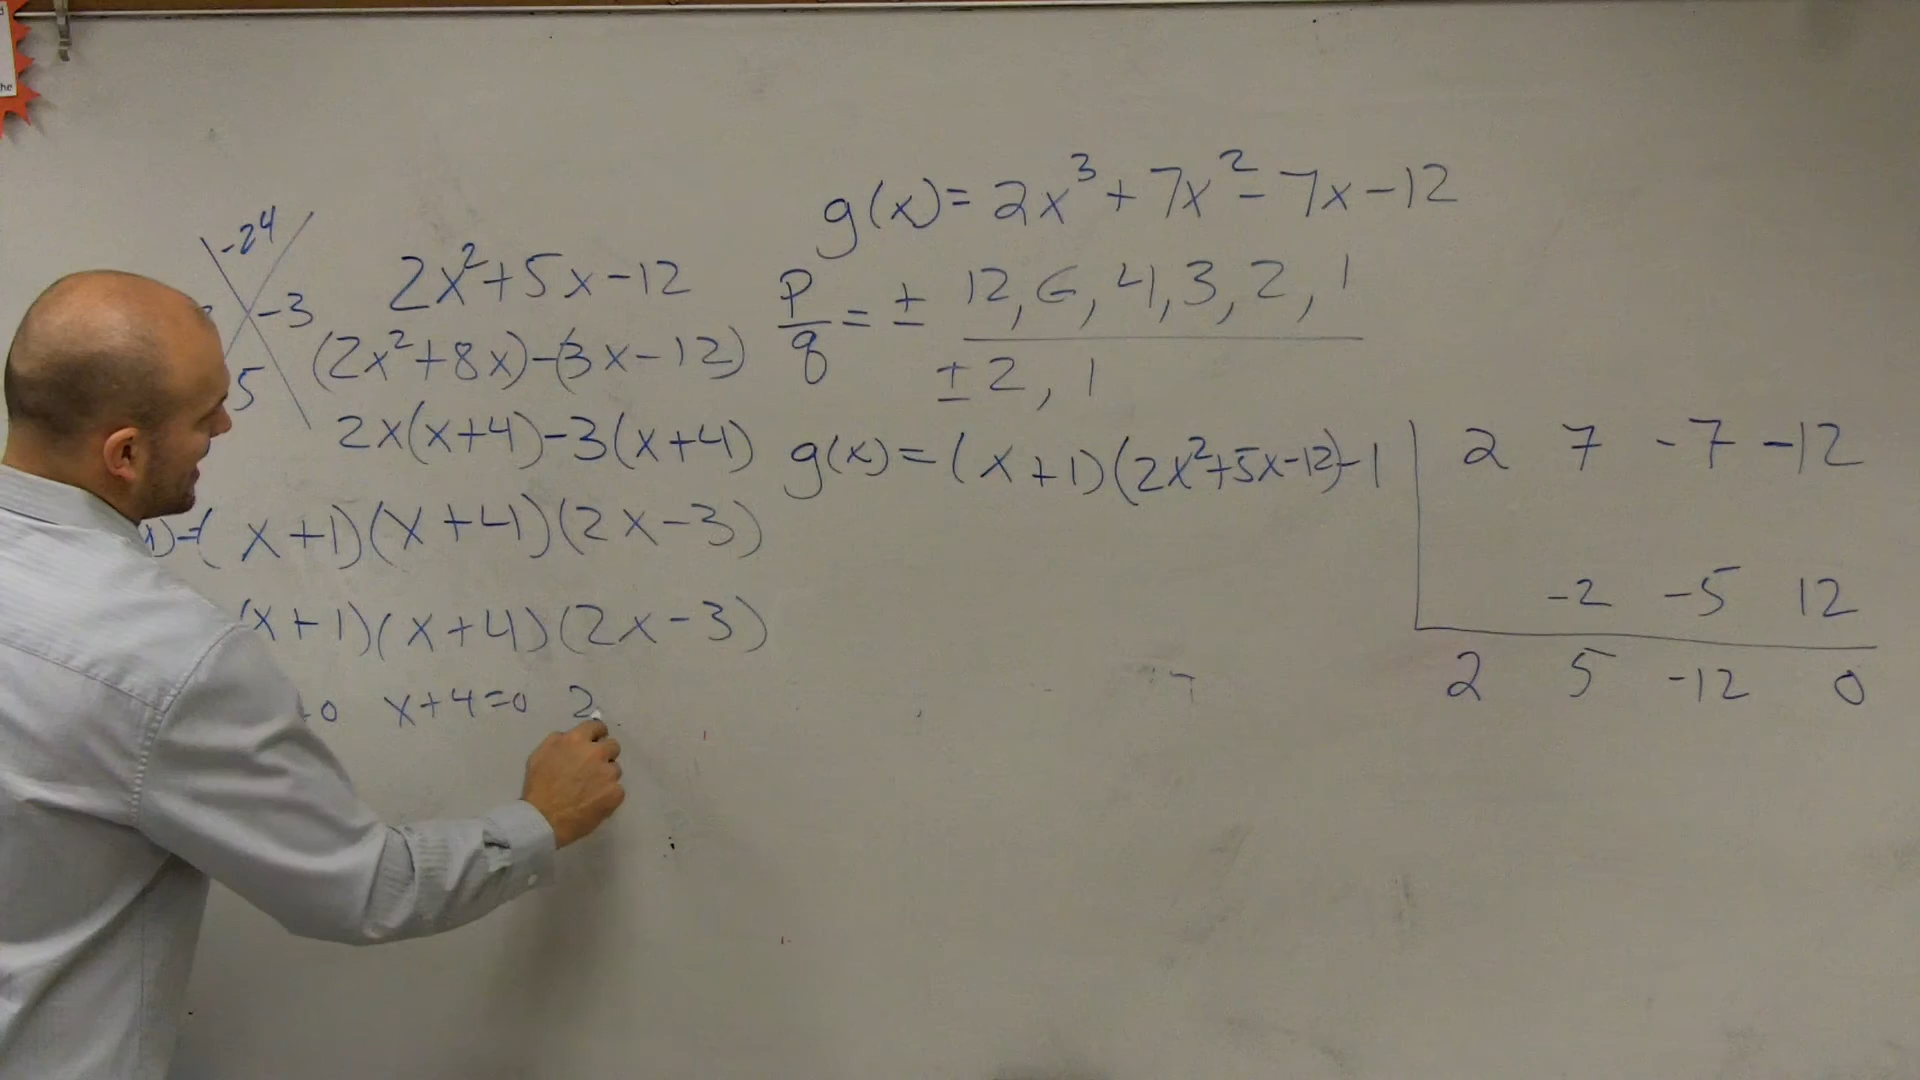 he
g(x)= 2x³ + 7x² - 7x - 12
-24
-3
5
2x²+5x-12
p/q = ± 12, 6, 4, 3, 2, 1
± 2, 1
(2x²+8x)-(3x-12)
2x(x+4)-3(x+4)
g(x)=(x+1)(2x²+5x-12)
-1 | 2 7 -7 -12
-2 -5 12
2 5 -12 0
x)=(x+1)(x+4)(2x-3)
(x+1)(x+4)(2x-3)
0 x+4=0 2